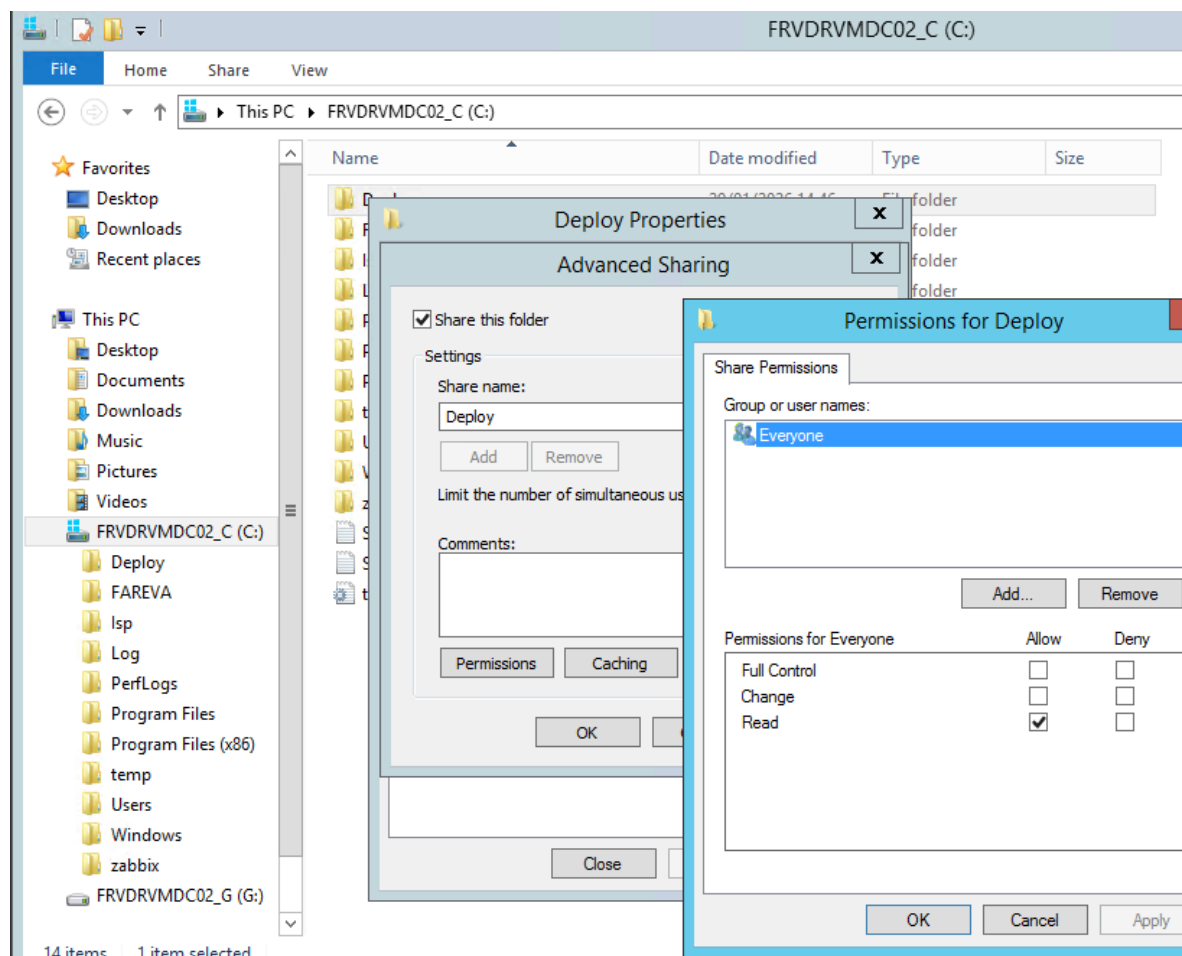 FRVDRVMDC02_C (C:)
File Home Share View
This PC FRVDRVMDC02_C (C:)
Name Date modified Type Size
Favorites
Desktop
Downloads
Recent places
This PC
Desktop
Documents
Downloads
Music
Pictures
Videos
FRVDRVMDC02_C (C:)
Deploy
FAREVA
lsp
Log
PerfLogs
Program Files
Program Files (x86)
temp
Users
Windows
zabbix
FRVDRVMDC02_G (G:)
14 items 1 item selected
folder
folder
folder
folder
Deploy Properties
x
Advanced Sharing
x
Share this folder
Settings
Share name:
Deploy
Add Remove
Limit the number of simultaneous us
Comments:
Permissions Caching
OK
Close
Permissions for Deploy
Share Permissions
Group or user names:
Everyone
Add... Remove
Permissions for Everyone Allow Deny
Full Control
Change
Read
OK Cancel Apply